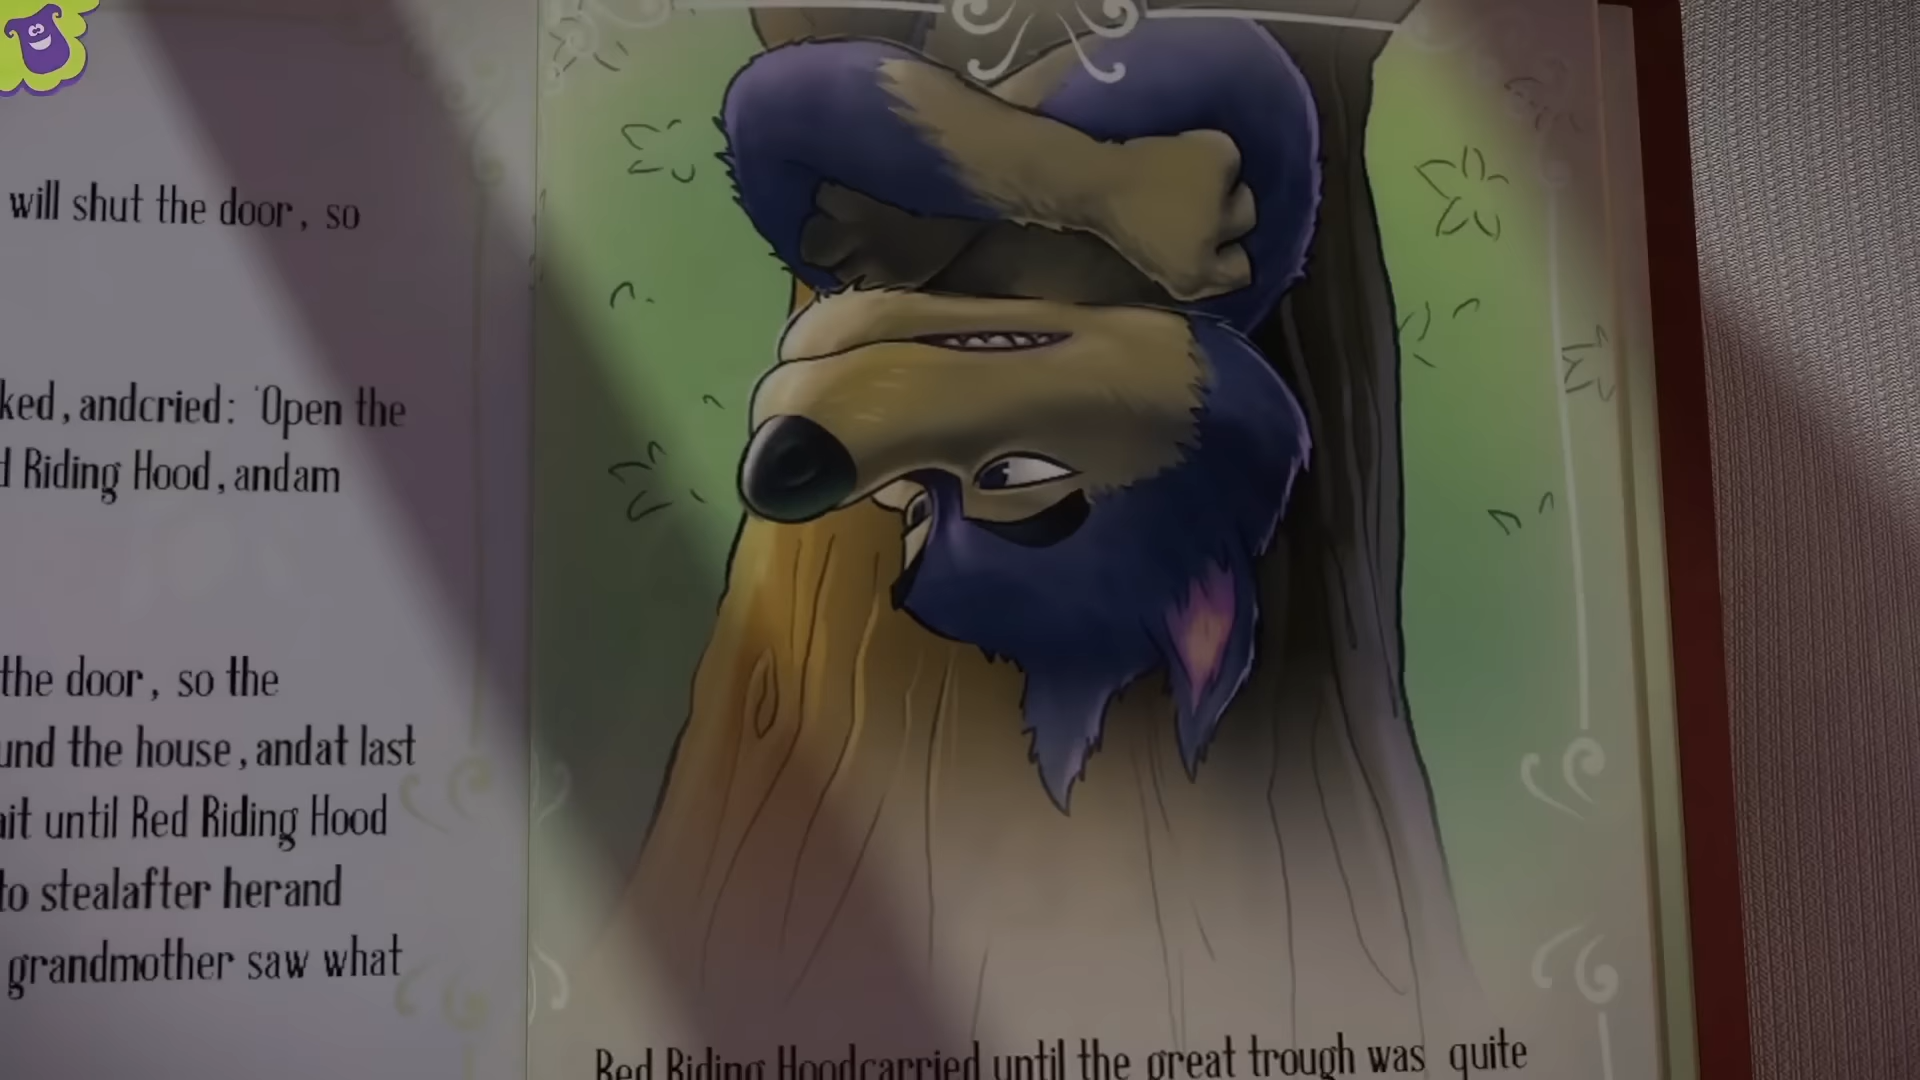 will shut the door, so
ked, andcried: 'Open the
d Riding Hood, andam
the door, so the
und the house, andat last
ait until Red Riding Hood
to stealafter herand
grandmother saw what
Red Riding Hoodcarried until the great trough was quite